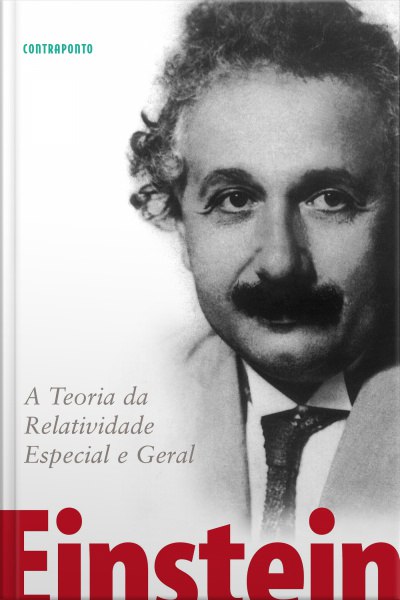 CONTRAPONTO
A Teoria da
Relatividade
Especial e Geral
Einstein